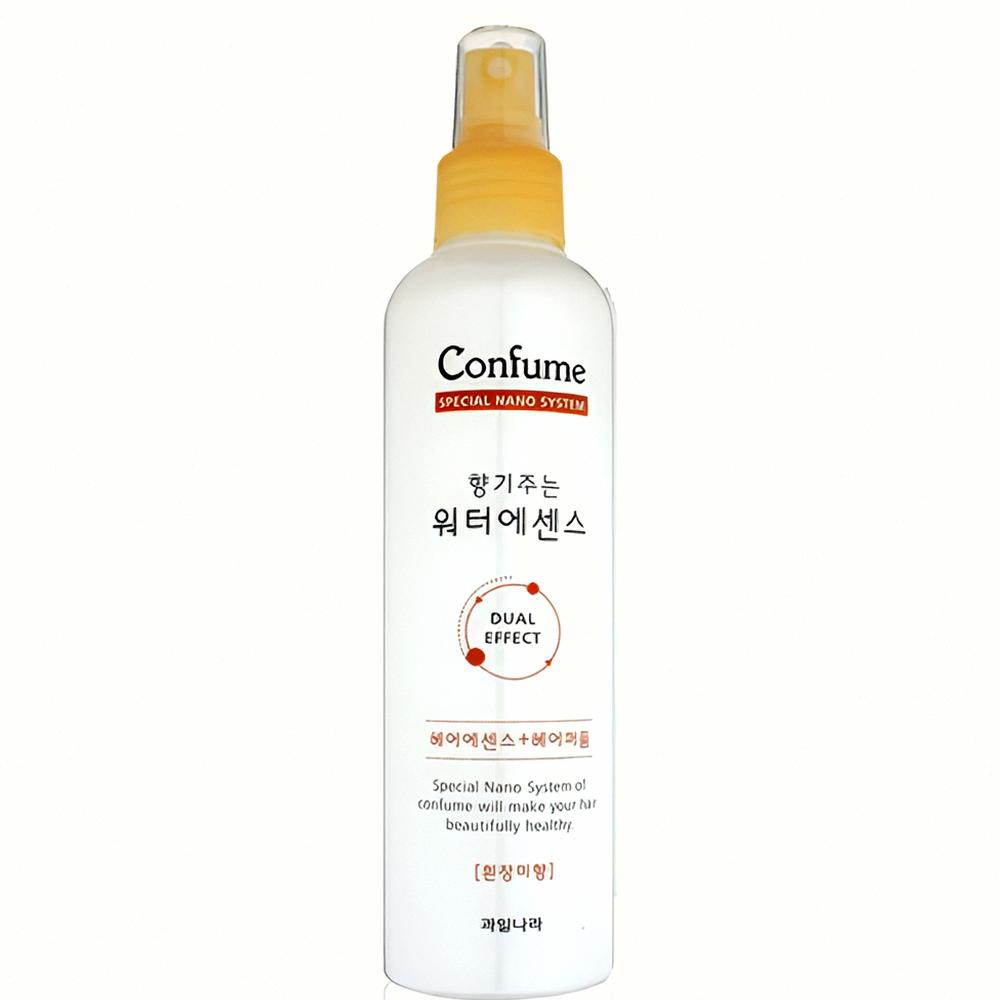 Confume
SPECIAL NANO SYSTEM
향기주는
워터에센스
DUAL
EFFECT
헤어에센스+헤어퍼퓸
Special Nano System of
confume will make your hair
beautifully healthy.
[흰장미향]
과일나라